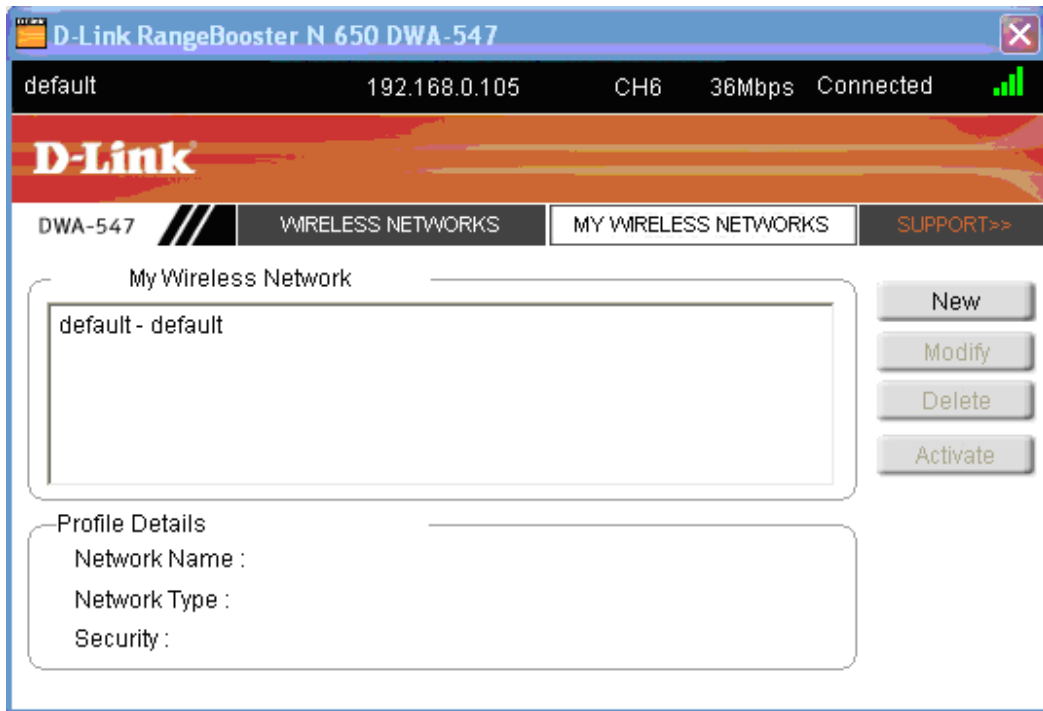 D-Link RangeBooster N 650 DWA-547
default 192.168.0.105 CH6 36Mbps Connected
D-Link
DWA-547 WIRELESS NETWORKS MY WIRELESS NETWORKS SUPPORT>>
My Wireless Network
default - default
New
Modify
Delete
Activate
Profile Details
Network Name :
Network Type :
Security :